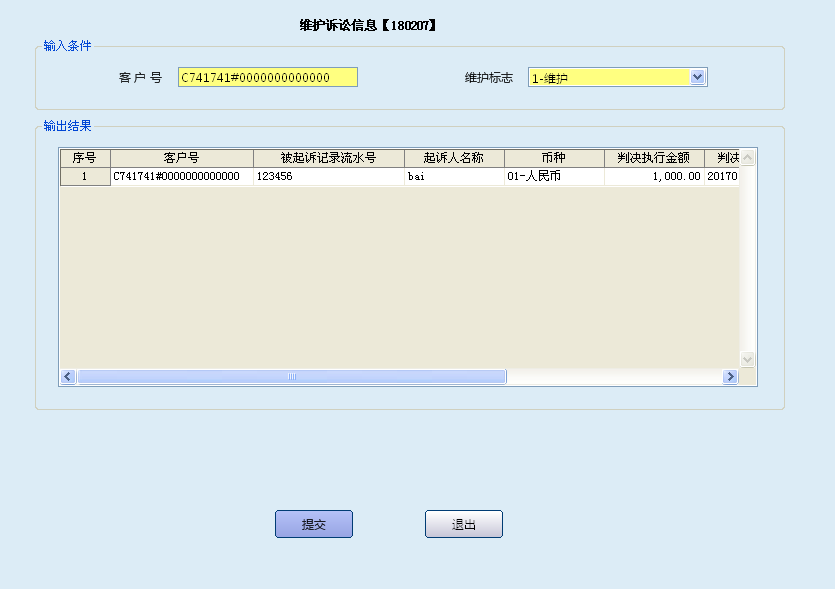 维护诉讼信息【180207】
输入条件
客 户 号 C741741#0000000000000 维护标志 1-维护
输出结果
序号 客户号 被起诉记录流水号 起诉人名称 币种 判决执行金额 判决
1 C741741#0000000000000 123456 bai 01-人民币 1,000.00 20170
提交 退出